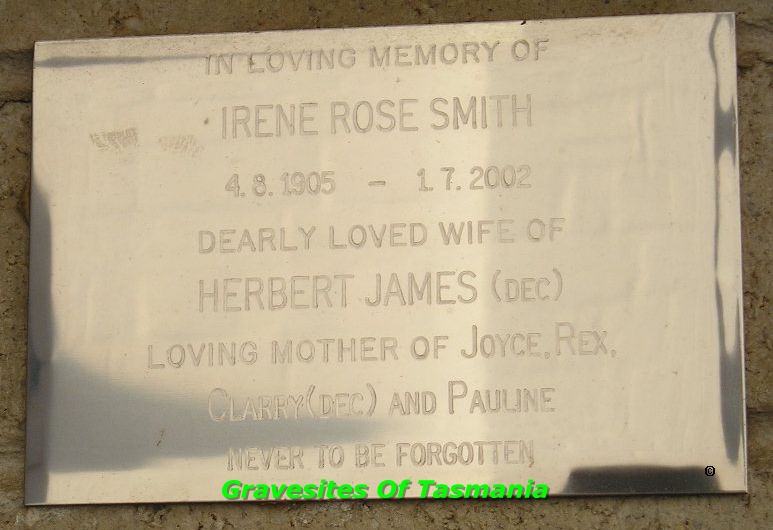 IN LOVING MEMORY OF
IRENE ROSE SMITH
4.8.1905 – 1.7.2002
DEARLY LOVED WIFE OF
HERBERT JAMES (DEC)
LOVING MOTHER OF JOYCE, REX,
CLARRY (DEC) AND PAULINE
NEVER TO BE FORGOTTEN
©
Gravesites Of Tasmania